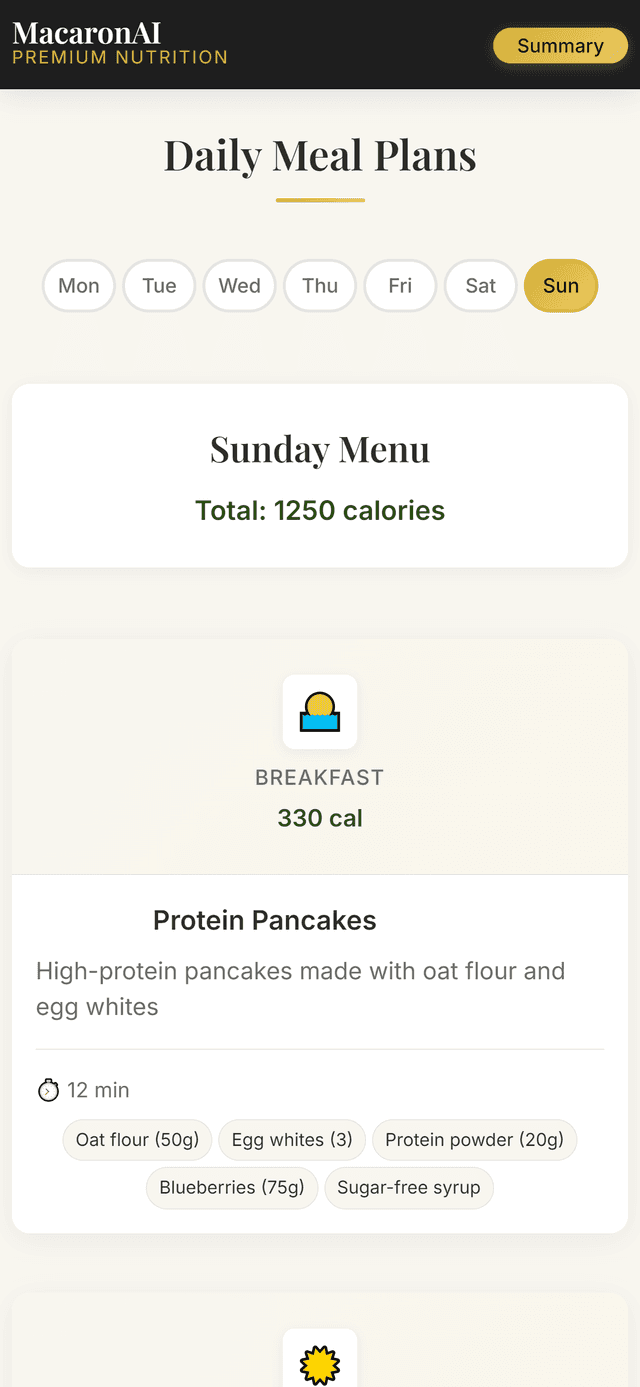 MacaronAI
PREMIUM NUTRITION
Summary
Daily Meal Plans
Mon Tue Wed Thu Fri Sat Sun
Sunday Menu
Total: 1250 calories
BREAKFAST
330 cal
Protein Pancakes
High-protein pancakes made with oat flour and
egg whites
12 min
Oat flour (50g) Egg whites (3) Protein powder (20g)
Blueberries (75g) Sugar-free syrup